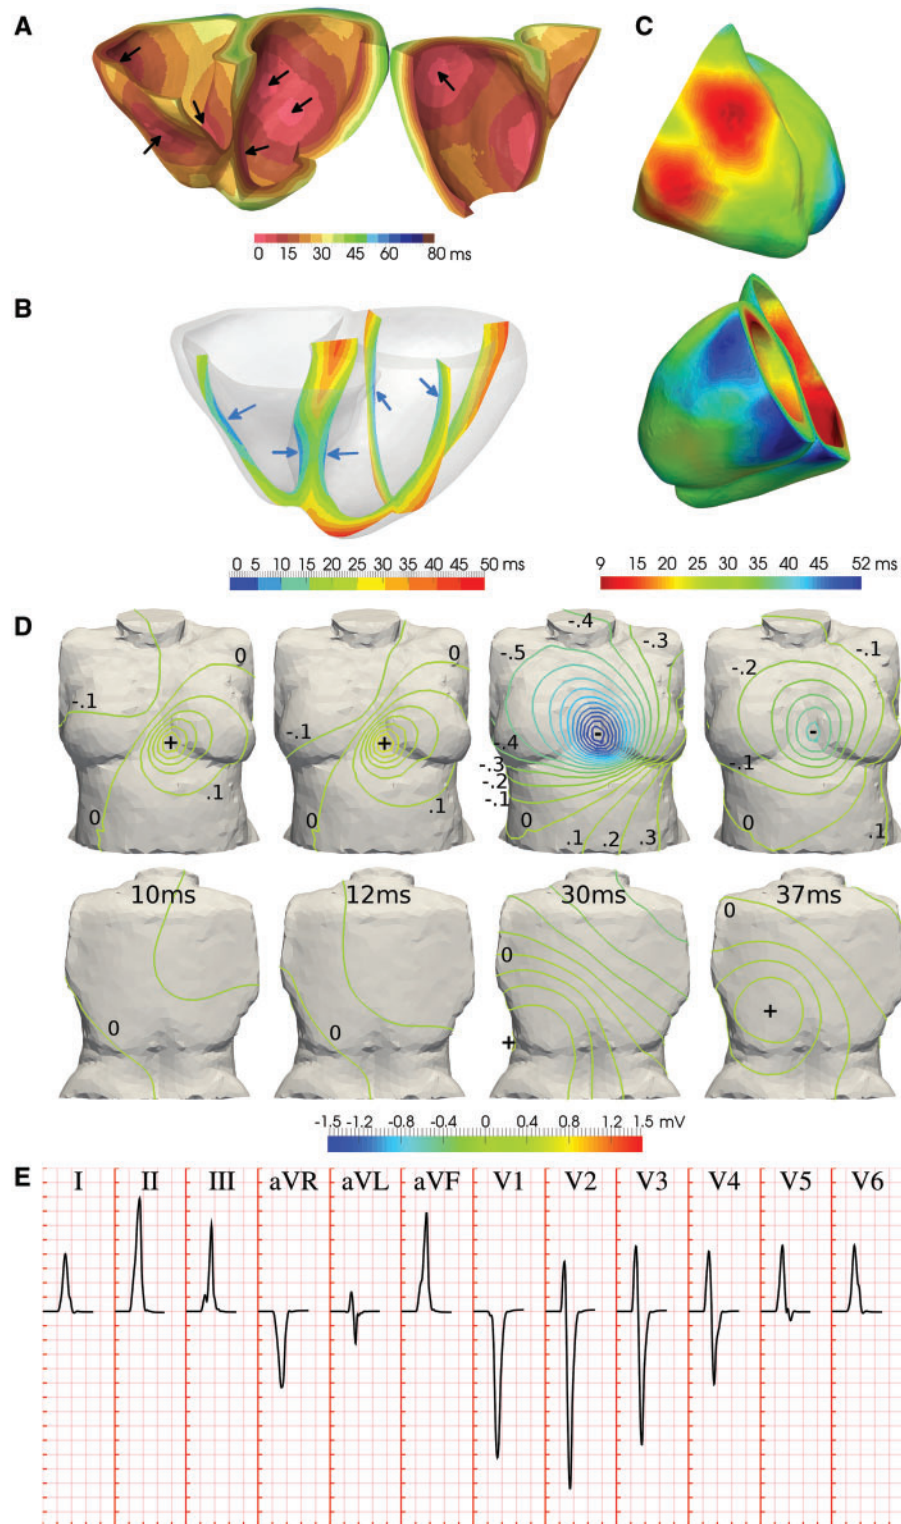 A
C
0 15 30 45 60 80 ms
B
0 5 10 15 20 25 30 35 40 45 50 ms
9 15 20 25 30 35 40 45 52 ms
D
-.1 0 + .1 0
-.1 0 + .1 0
-.4 -.3 -.5 - -.4 -.3 -.2 -.1 0 .1 .2 .3
-.1 -.2 - -.1 0 .1
10ms 12ms 30ms 37ms
0
0
0 +
0 +
-1.5 -1.2 -0.8 -0.4 0 0.4 0.8 1.2 1.5 mV
E
I II III aVR aVL aVF V1 V2 V3 V4 V5 V6